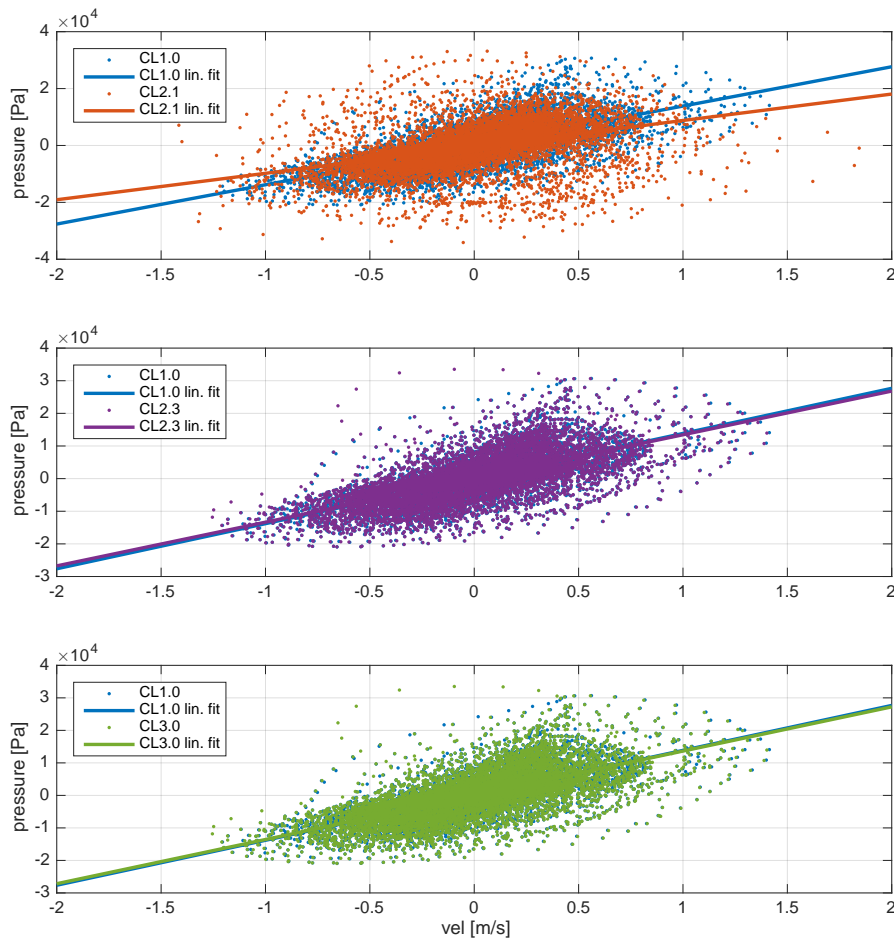 ×10⁴
4
2
0
-2
-4
pressure [Pa]
CL1.0
CL1.0 lin. fit
CL2.1
CL2.1 lin. fit
-2 -1.5 -1 -0.5 0 0.5 1 1.5 2
×10⁴
4
3
2
1
0
-1
-2
-3
pressure [Pa]
CL1.0
CL1.0 lin. fit
CL2.3
CL2.3 lin. fit
-2 -1.5 -1 -0.5 0 0.5 1 1.5 2
×10⁴
4
3
2
1
0
-1
-2
-3
pressure [Pa]
CL1.0
CL1.0 lin. fit
CL3.0
CL3.0 lin. fit
-2 -1.5 -1 -0.5 0 0.5 1 1.5 2
vel [m/s]